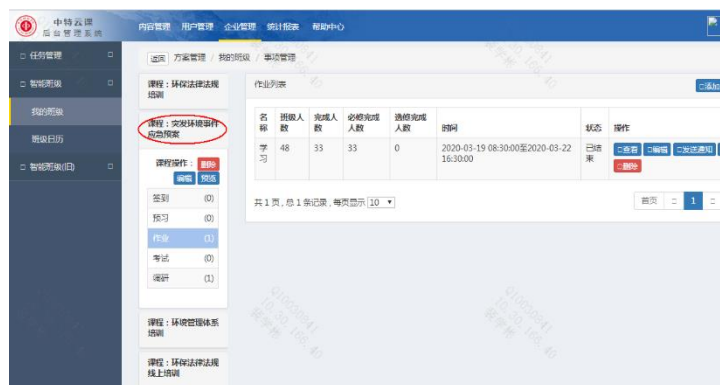 中特云课
后台管理系统
内容管理 用户管理 企业管理 统计报表 帮助中心
任务管理
智能班级
我的班级
班级日历
智能班级(旧)
返回 方案管理 / 我的班级 / 事项管理
课程：环保法律法规
培训
课程：突发环境事件
应急预案
课程操作： 删除
编辑 预览
签到 (0)
预习 (0)
作业 (1)
考试 (0)
调研 (1)
课程：环境管理体系
培训
课程：环保法律法规
线上培训
作业列表
添加
名称 班级人数 完成人数 必修完成人数 选修完成人数 时间 状态 操作
学习 48 33 33 0 2020-03-19 08:30:00至2020-03-22 16:30:00 已结束 查看 编辑 发送通知 删除
共 1 页，总 1 条记录，每页显示 10
首页 1